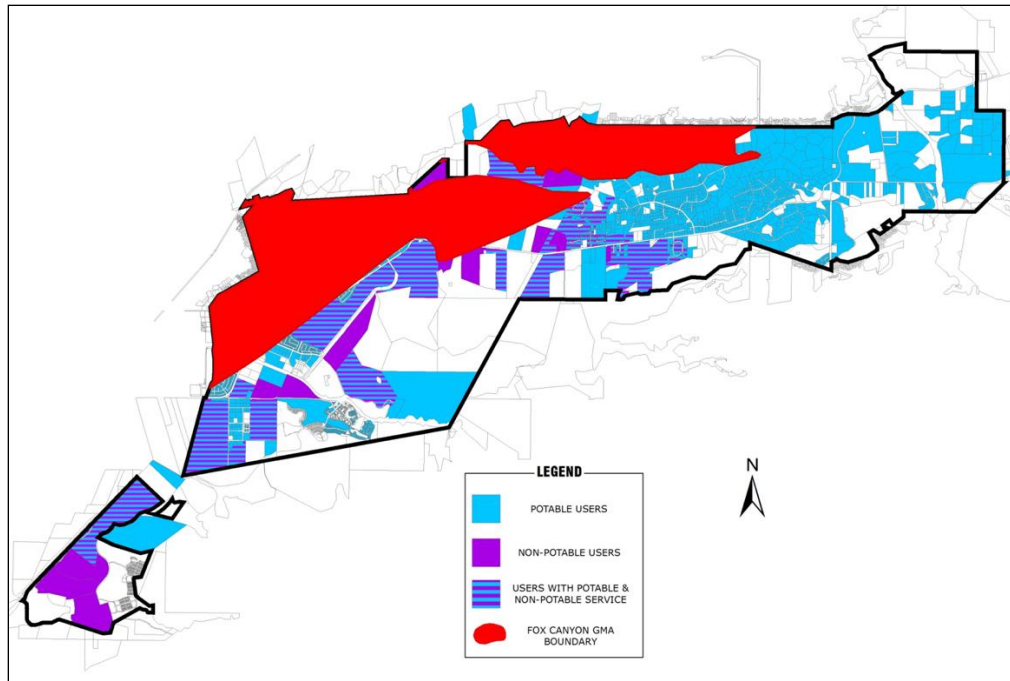 N
LEGEND
POTABLE USERS
NON-POTABLE USERS
USERS WITH POTABLE &
NON-POTABLE SERVICE
FOX CANYON GMA
BOUNDARY